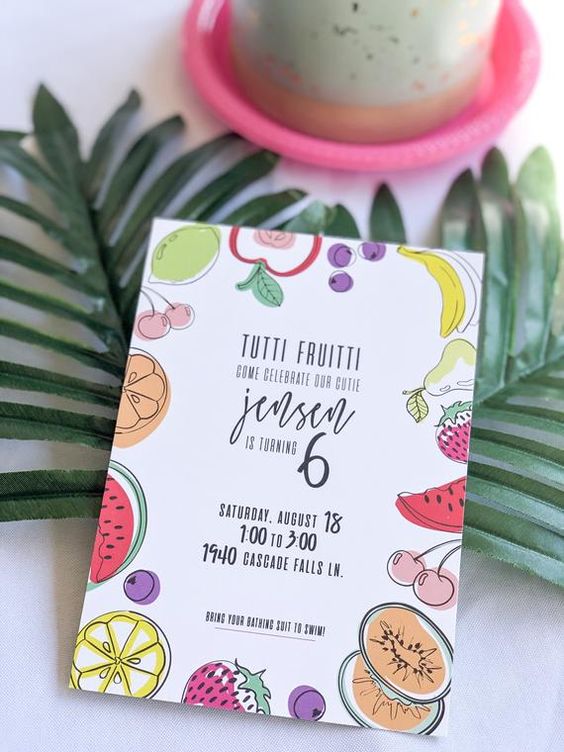 TUTTI FRUITTI
COME CELEBRATE OUR CUTIE
jensen
IS TURNING 6
SATURDAY, AUGUST 18
1:00 TO 3:00
1940 CASCADE FALLS LN.
BRING YOUR BATHING SUIT TO SWIM!